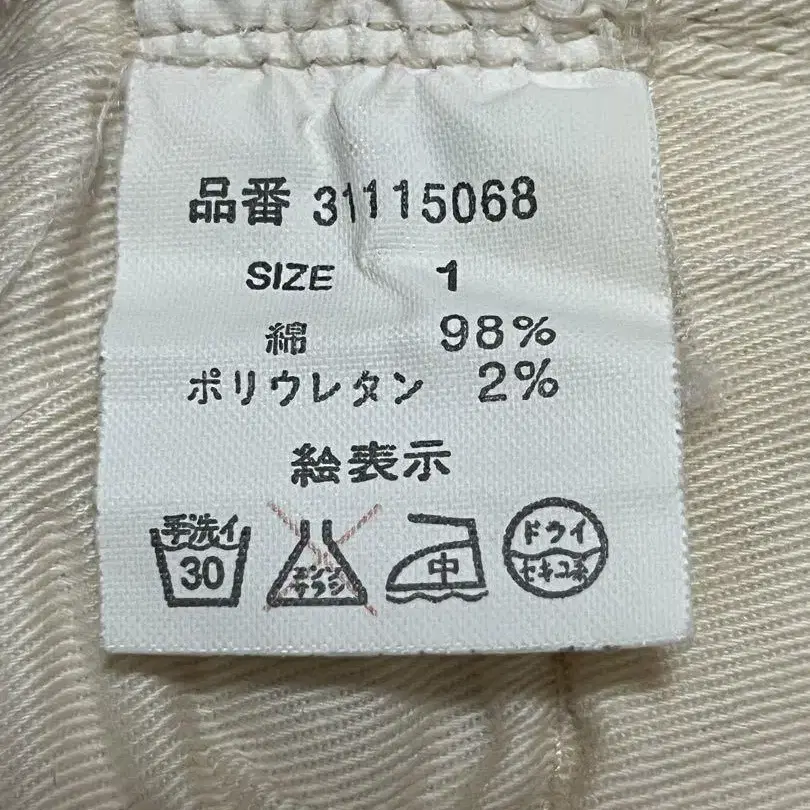 品番 31115068
SIZE 1
綿 98%
ポリウレタン 2%
絵表示
手洗イ
30
エンソ
サラシ
中
ドライ
セキユ系